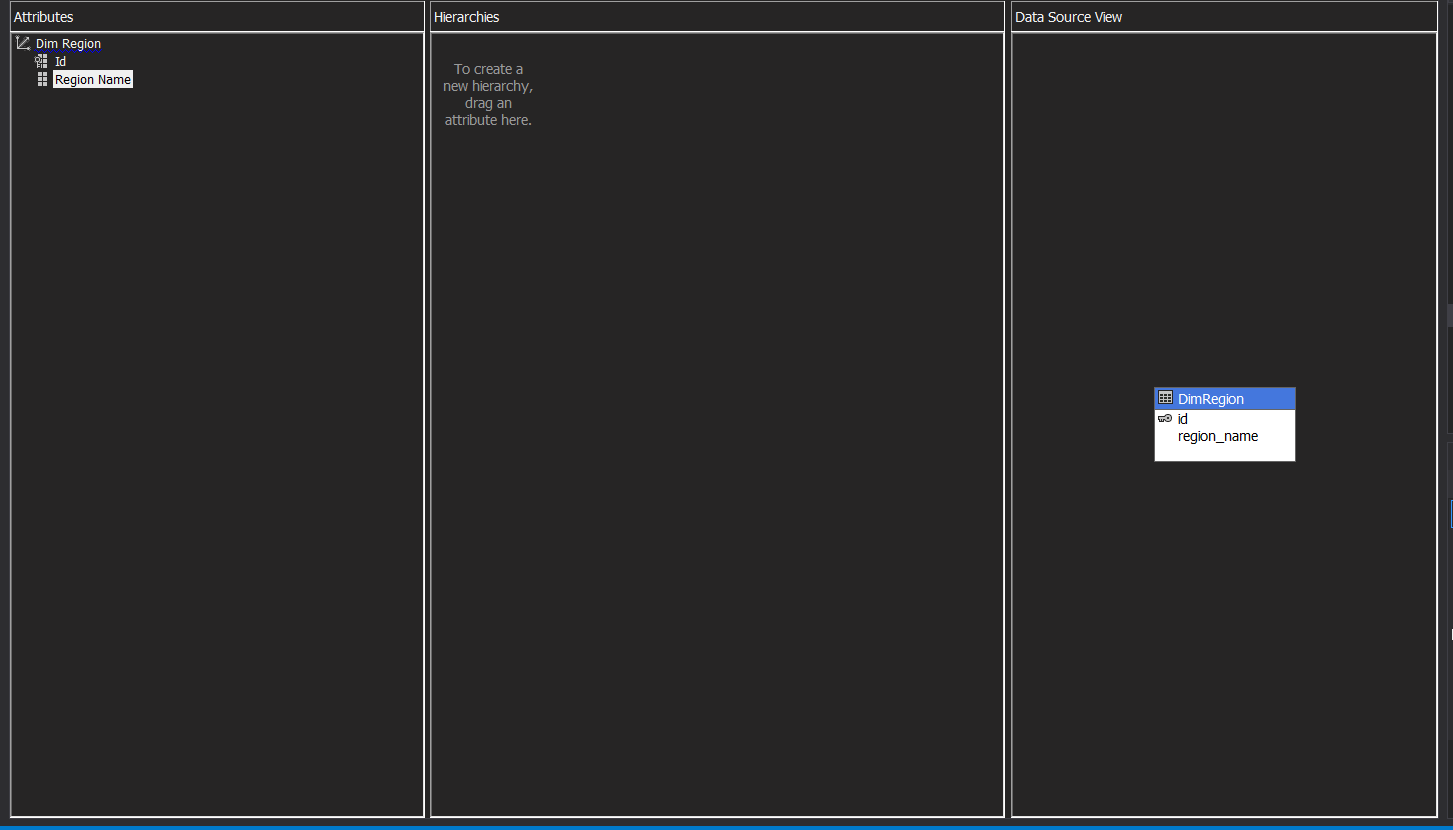 Attributes
Dim Region
Id
Region Name
Hierarchies
To create a
new hierarchy,
drag an
attribute here.
Data Source View
DimRegion
id
region_name